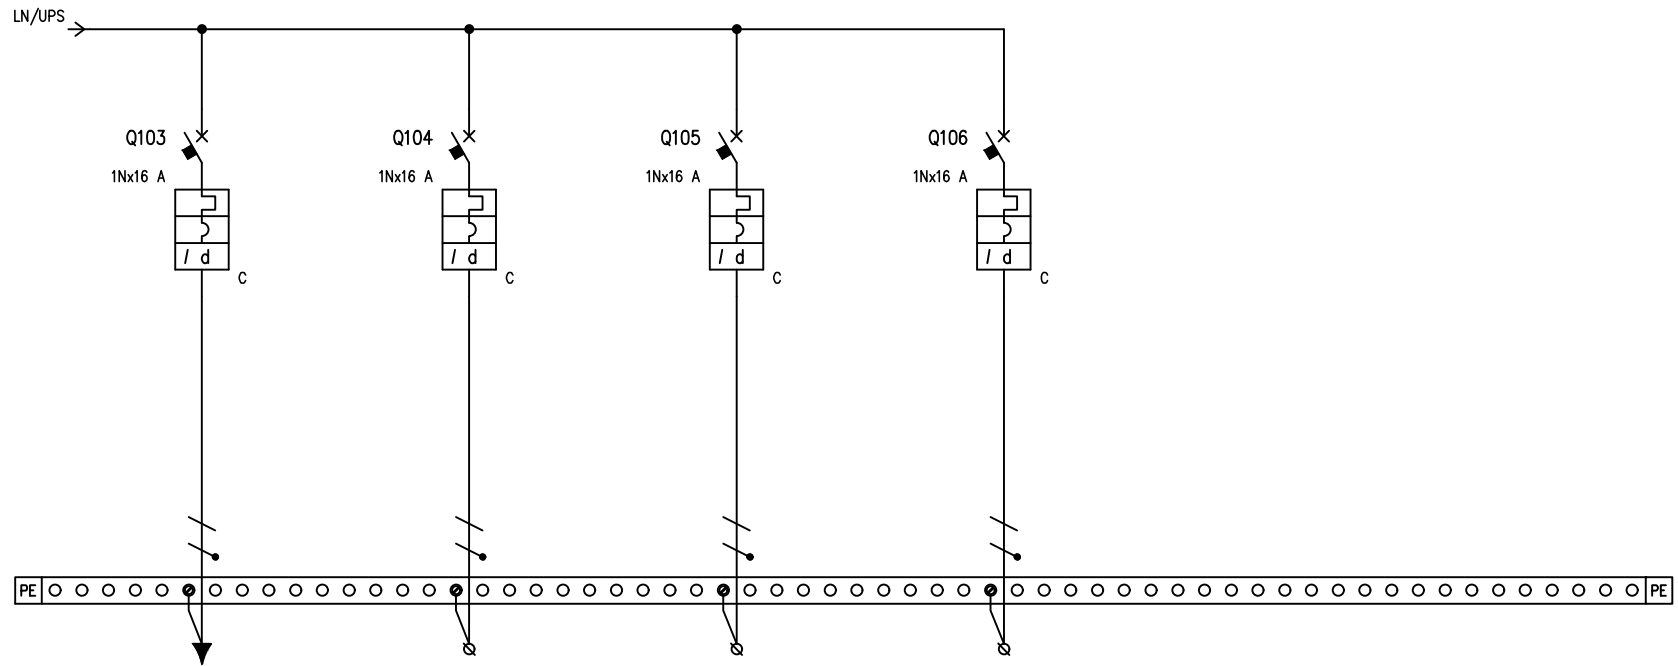 LN/UPS
Q103 Q104 Q105 Q106
1Nx16 A 1Nx16 A 1Nx16 A 1Nx16 A
I d I d I d I d
C C C C
PE PE